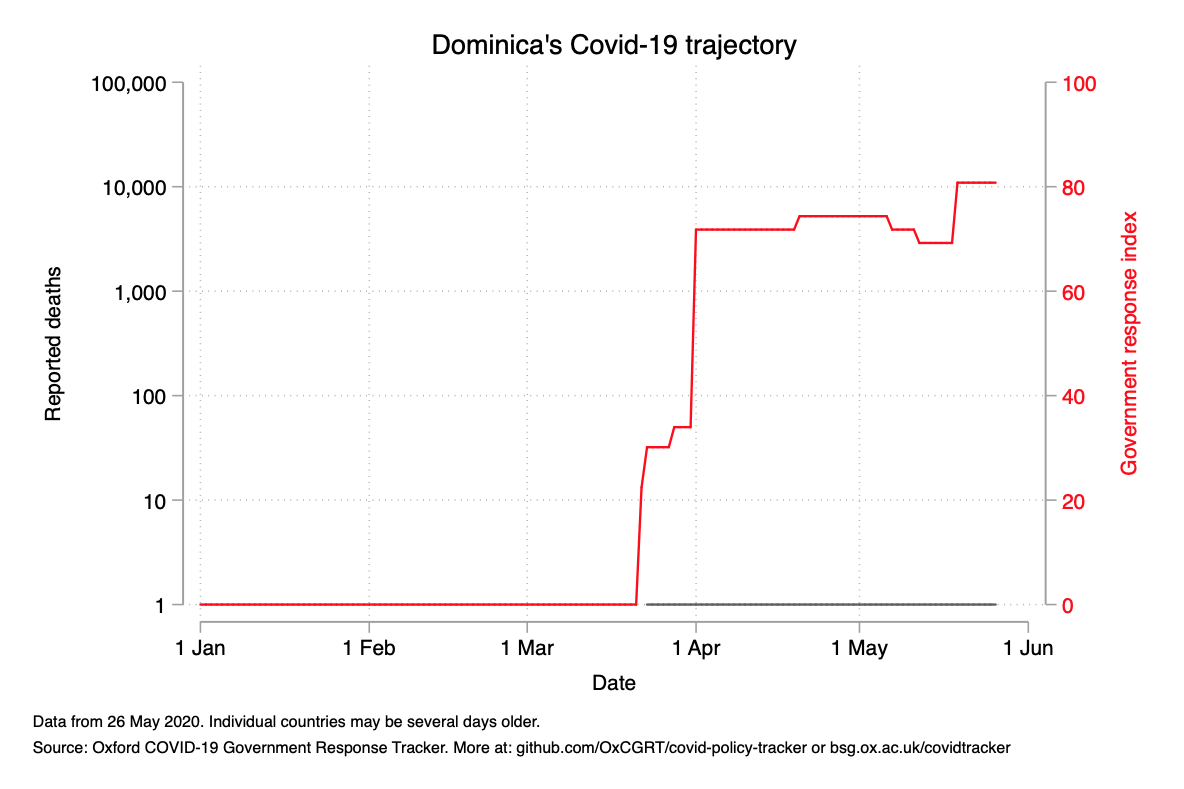 Dominica's Covid-19 trajectory
100,000
10,000
1,000
100
10
1
Reported deaths
100
80
60
40
20
0
Government response index
1 Jan
1 Feb
1 Mar
1 Apr
1 May
1 Jun
Date
Data from 26 May 2020. Individual countries may be several days older.
Source: Oxford COVID-19 Government Response Tracker. More at: github.com/OxCGRT/covid-policy-tracker or bsg.ox.ac.uk/covidtracker